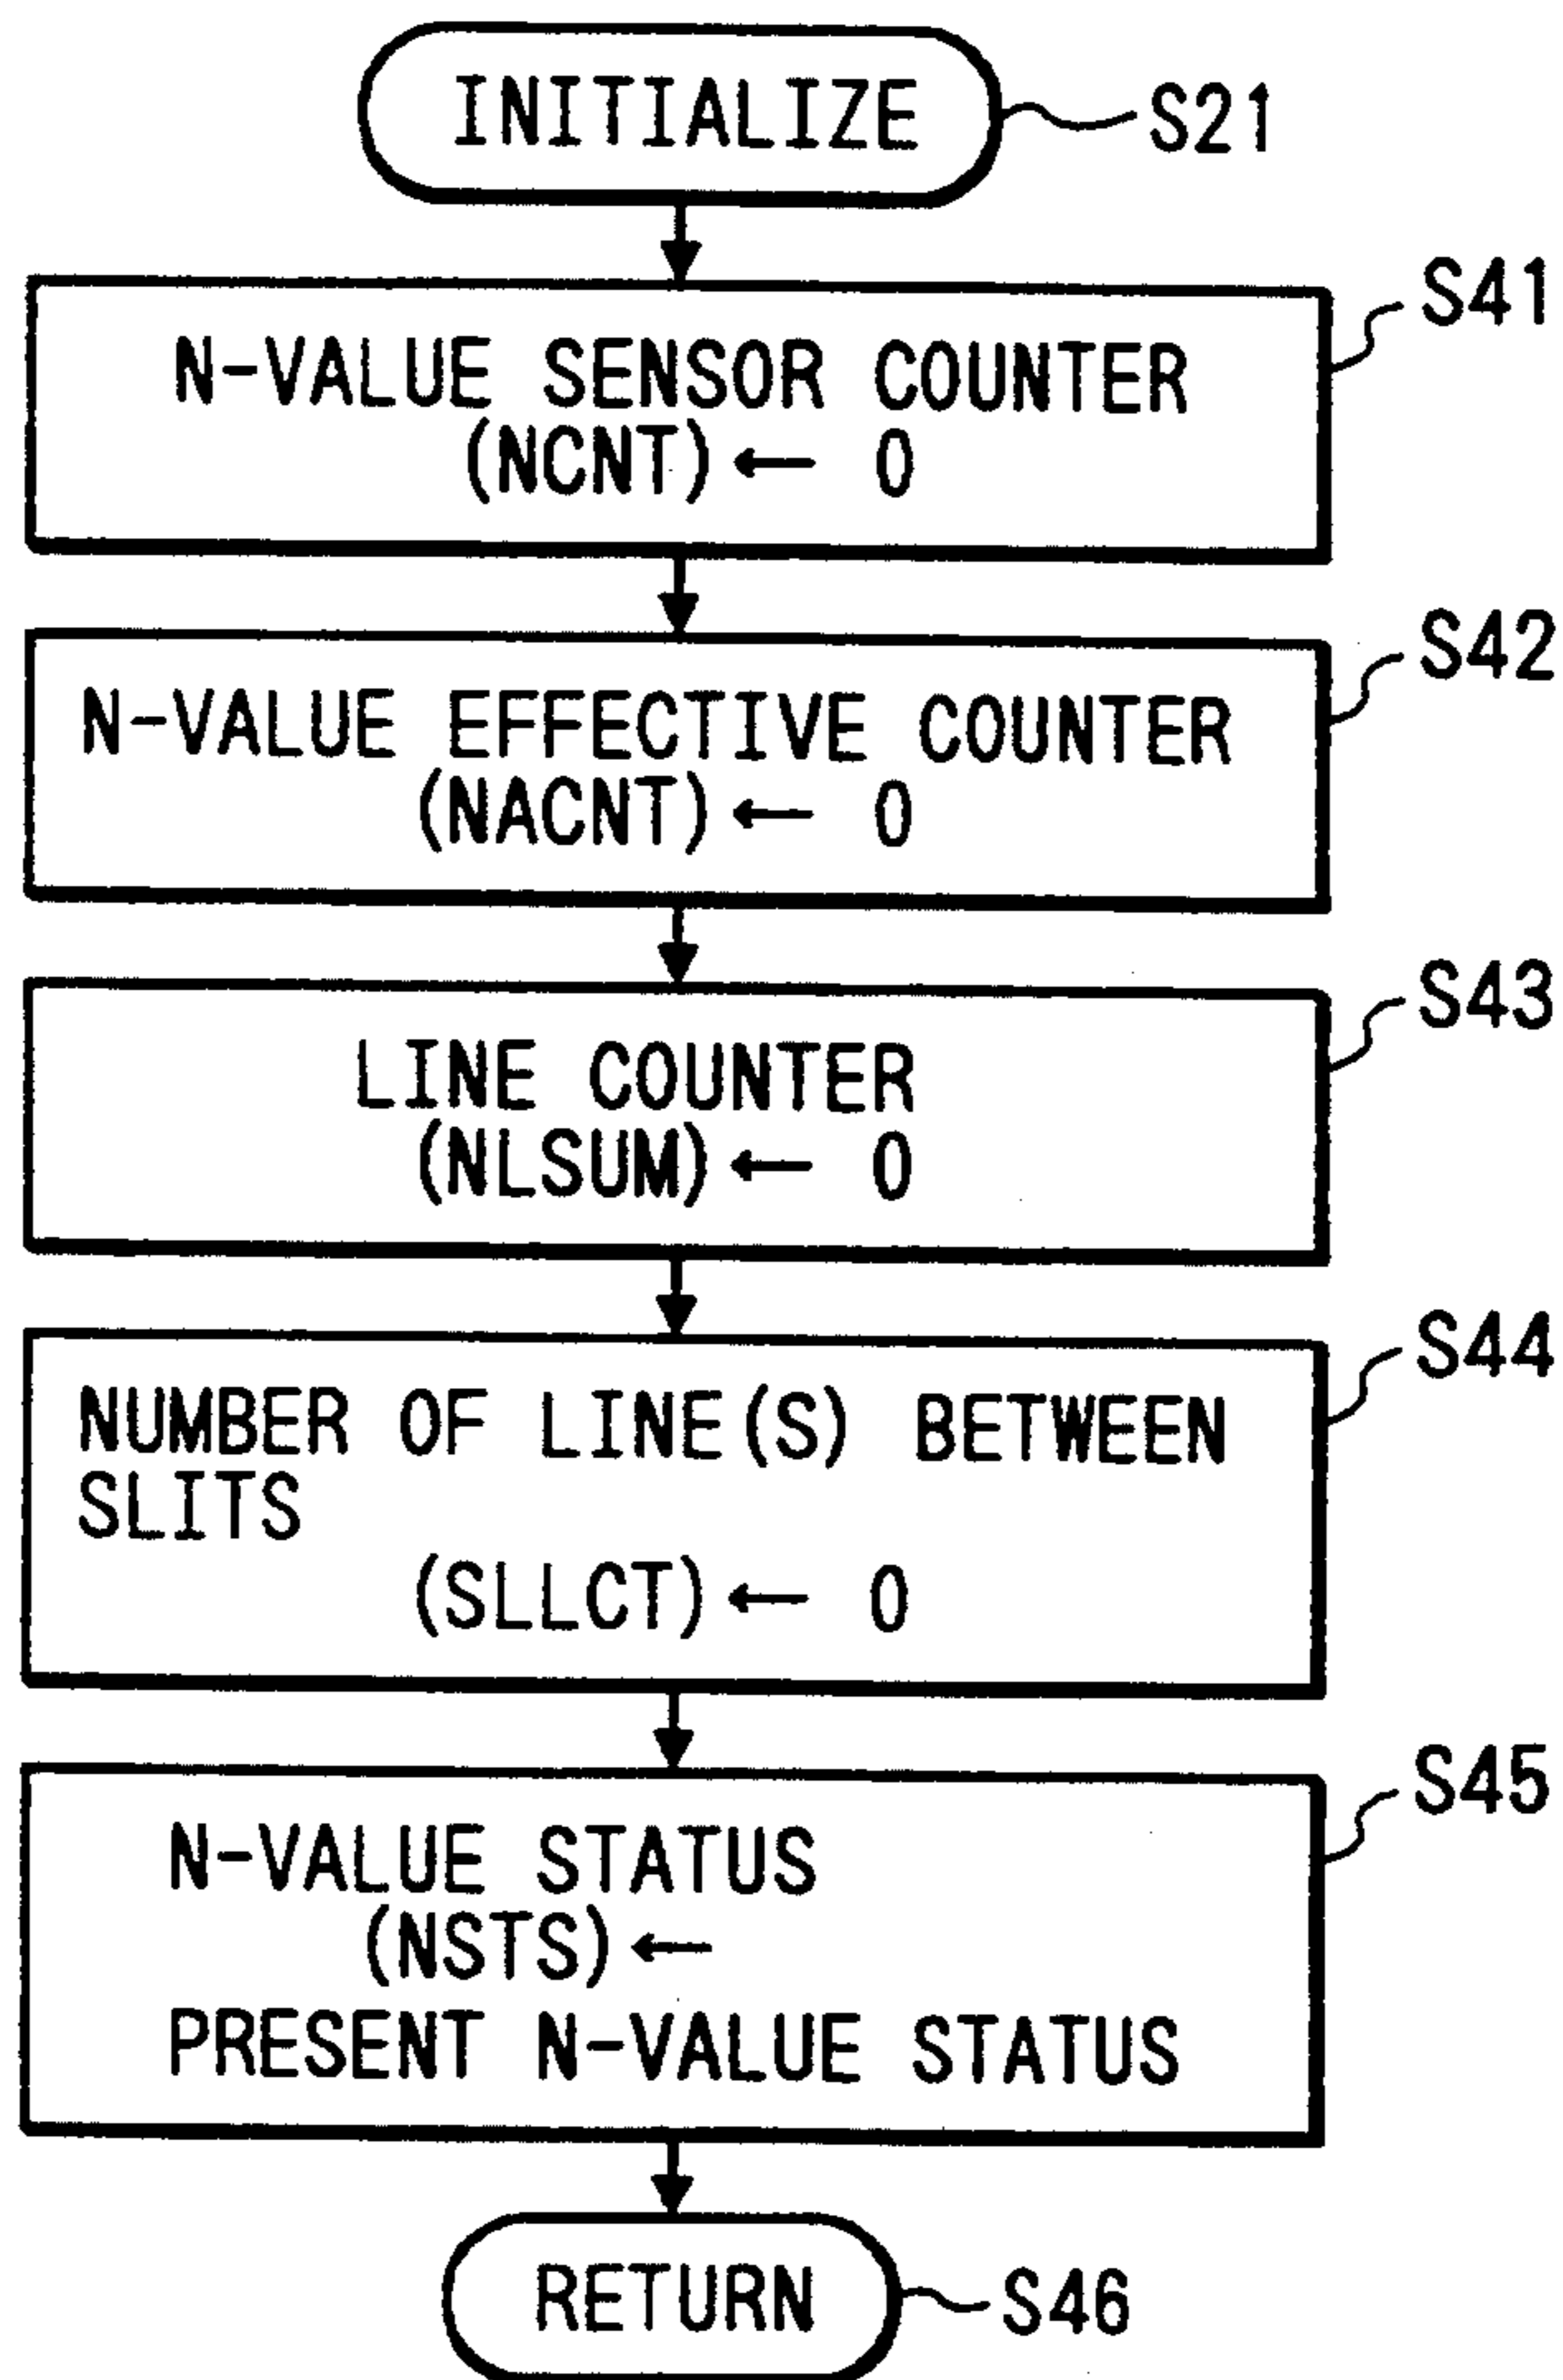 INITIALIZE S21
S41
N-VALUE SENSOR COUNTER
(NCNT) ← 0
S42
N-VALUE EFFECTIVE COUNTER
(NACNT) ← 0
S43
LINE COUNTER
(NLSUM) ← 0
S44
NUMBER OF LINE(S) BETWEEN
SLITS
(SLLCT) ← 0
S45
N-VALUE STATUS
(NSTS) ←
PRESENT N-VALUE STATUS
RETURN S46